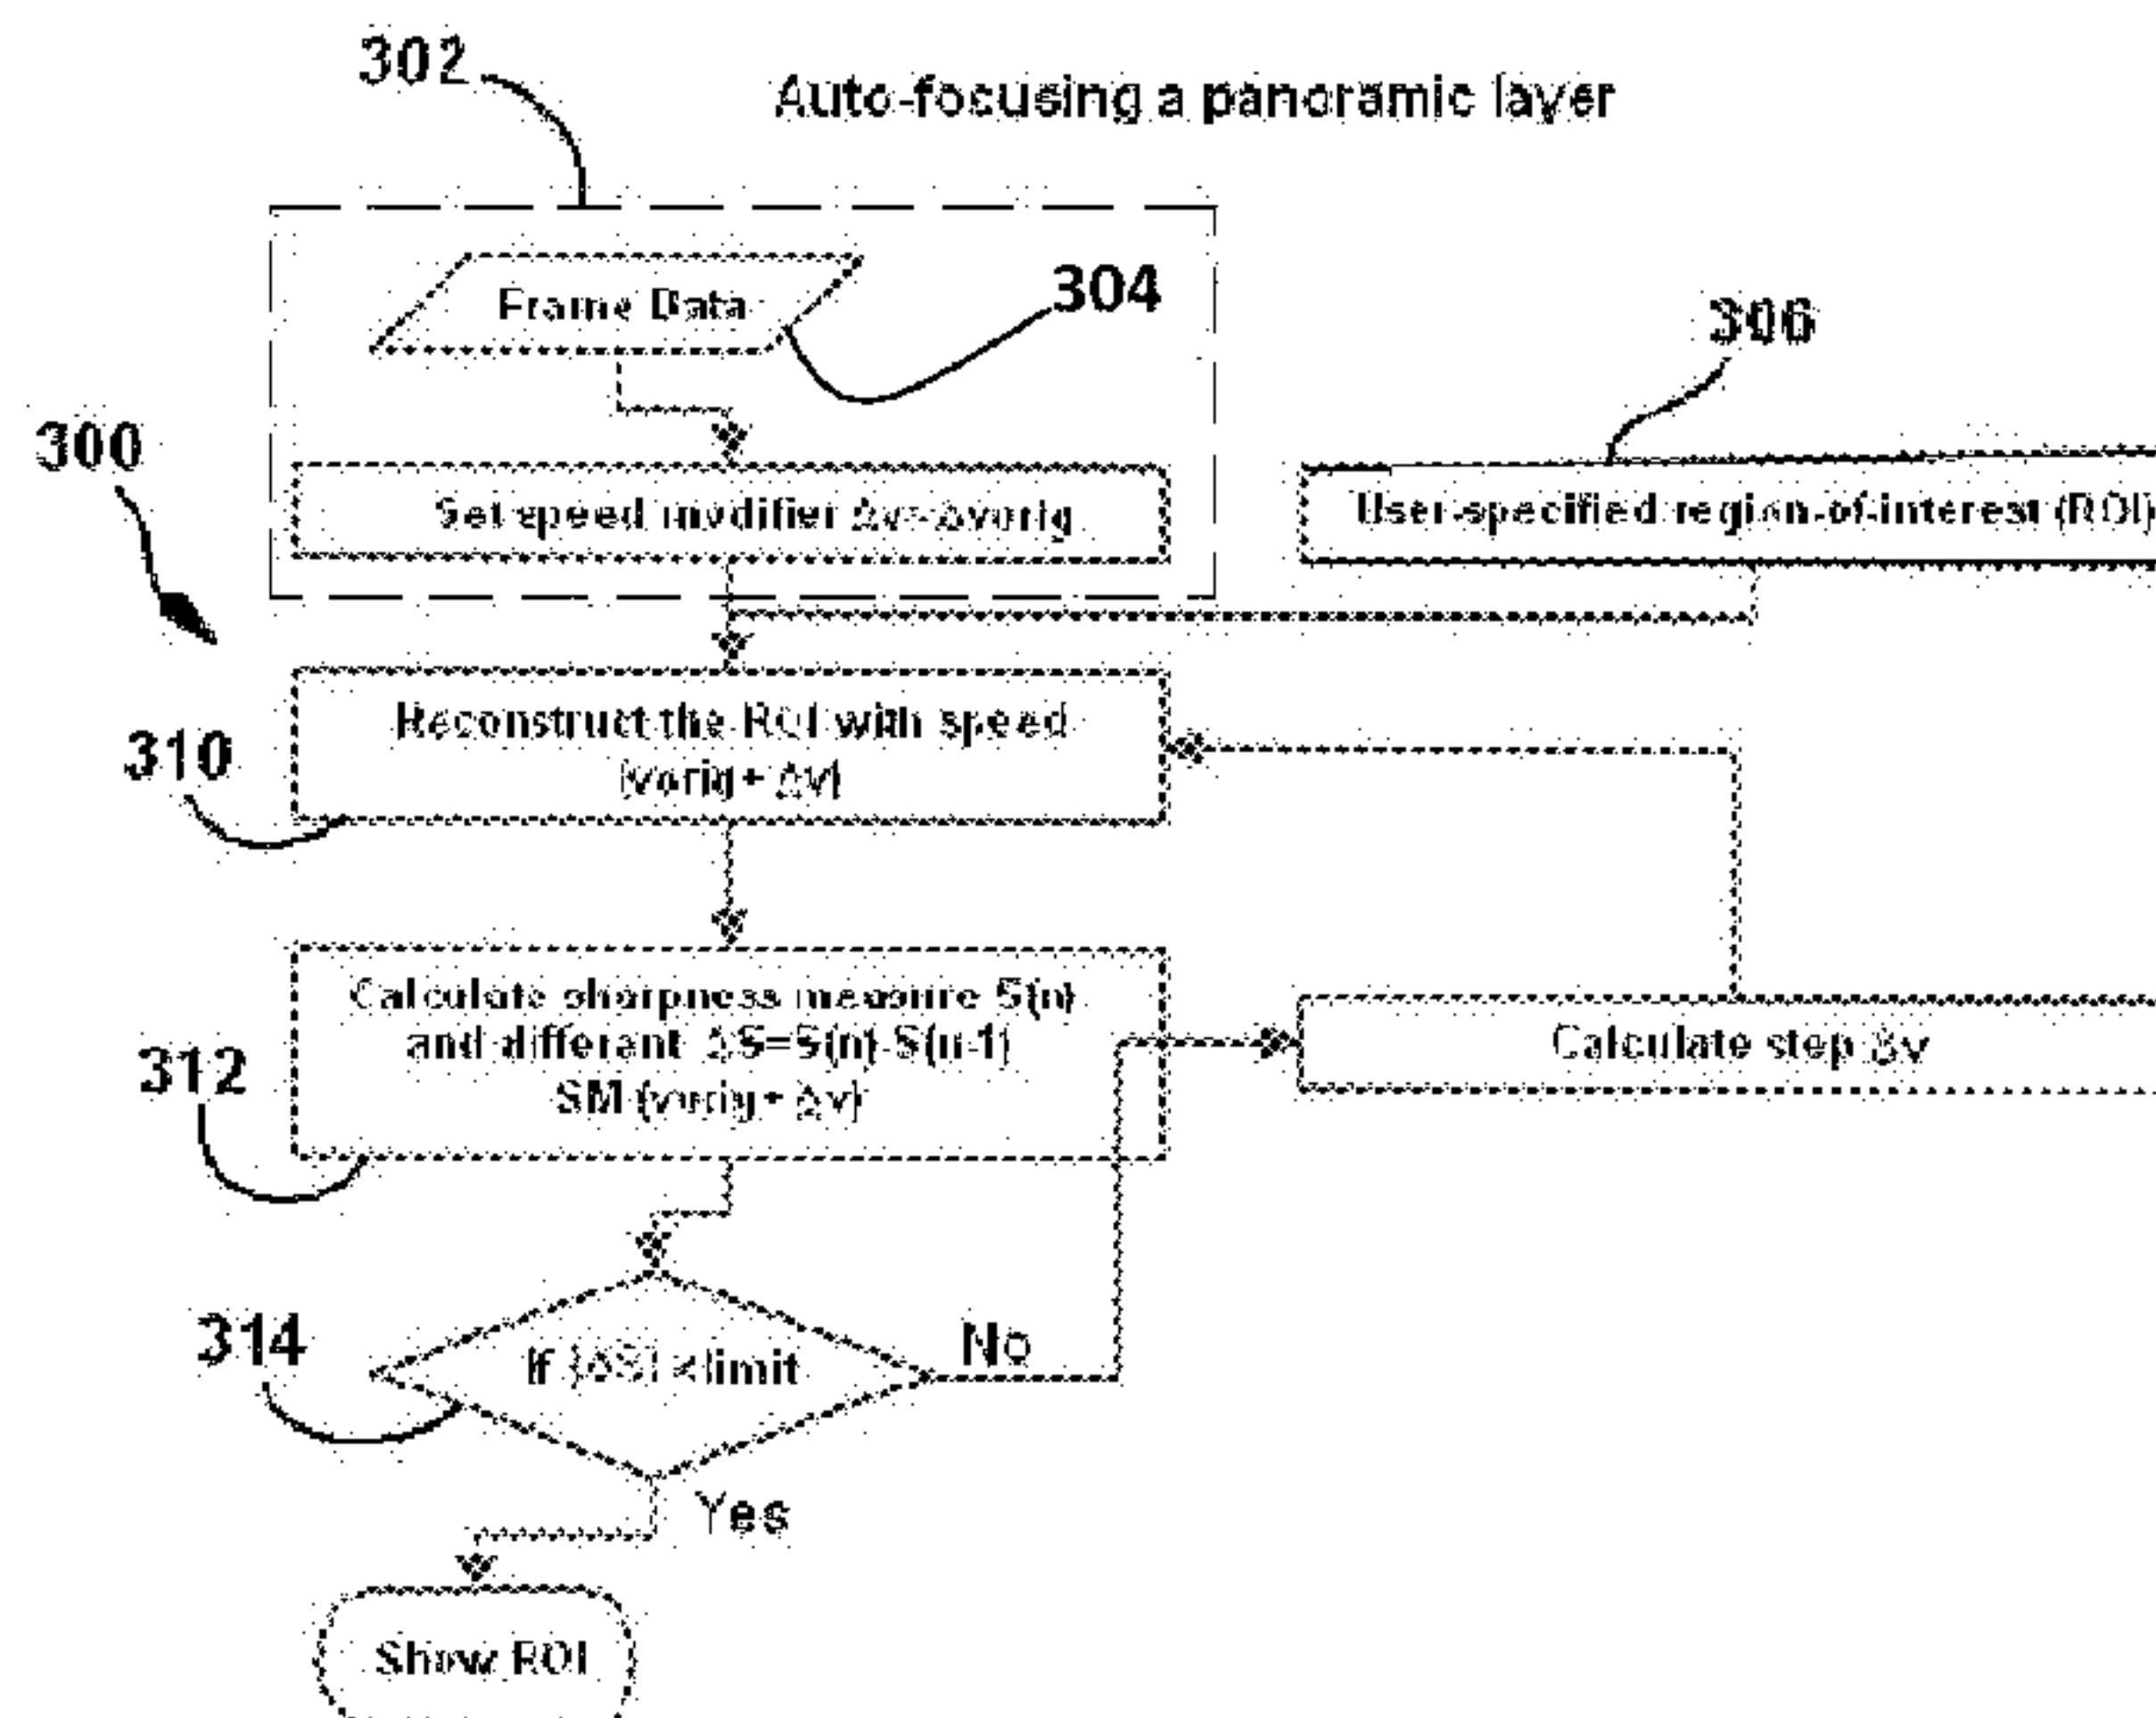 302
Auto-focusing a panoramic layer
Frame Data
304
306
300
Set speed modifier Δv=Δvorig
User-specified region-of-interest (ROI)
Reconstruct the ROI with speed
(vorig+ Δv)
310
Calculate sharpness measure S(n)
and different ΔS=S(n)-S(n-1)
SM (vorig+ Δv)
312
Calculate step Δv
314
If |ΔS| <limit
No
Yes
Show ROI